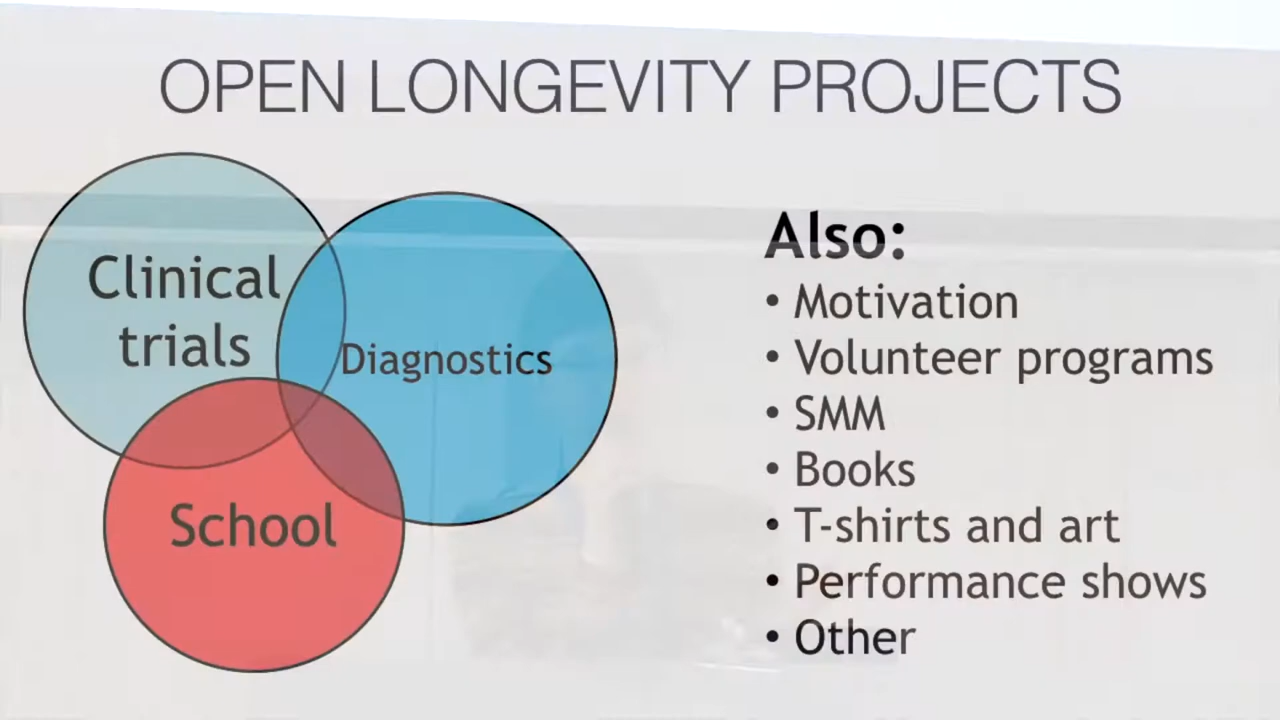 OPEN LONGEVITY PROJECTS
Clinical
trials
Diagnostics
School
Also:
• Motivation
• Volunteer programs
• SMM
• Books
• T-shirts and art
• Performance shows
• Other